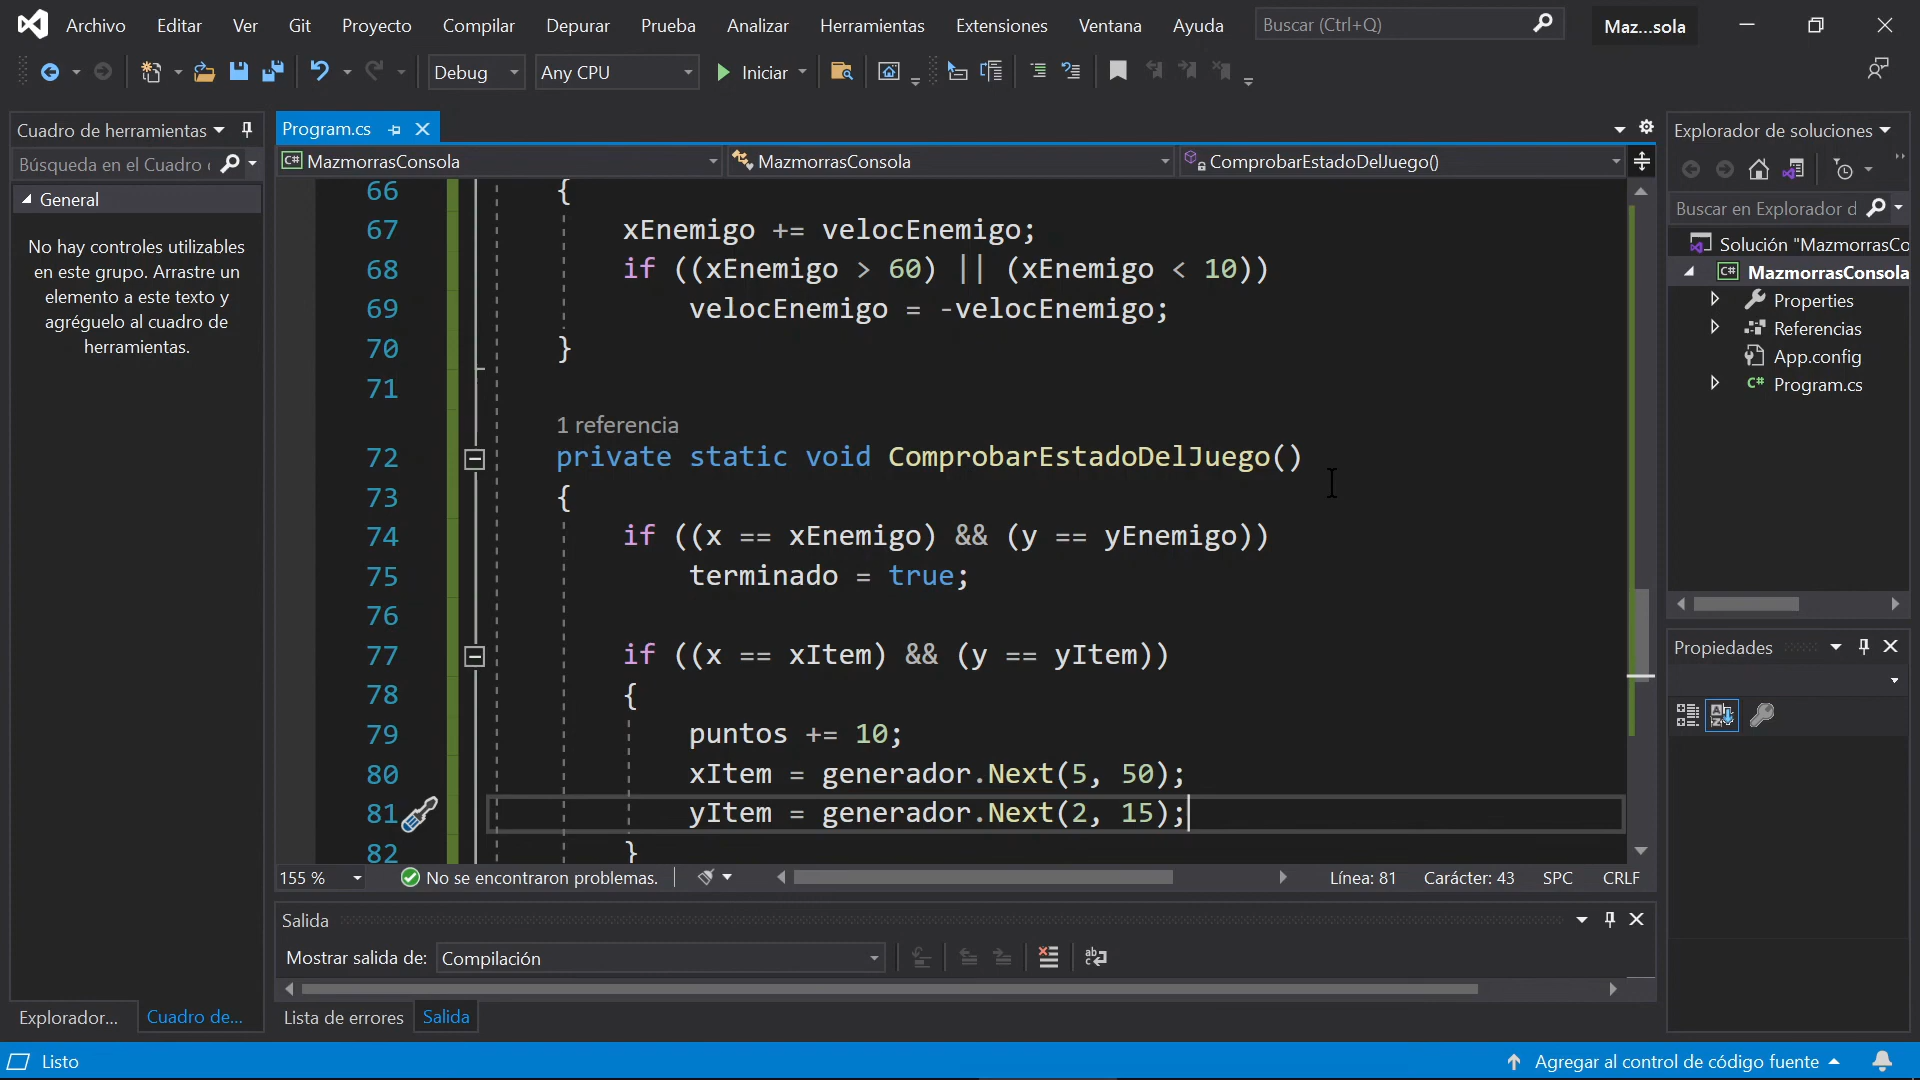 Archivo Editar Ver Git Proyecto Compilar Depurar Prueba Analizar Herramientas Extensiones Ventana Ayuda Buscar (Ctrl+Q) Maz...sola
Debug Any CPU Iniciar
Cuadro de herramientas
Búsqueda en el Cuadro
General
No hay controles utilizables
en este grupo. Arrastre un
elemento a este texto y
agréguelo al cuadro de
herramientas.
Explorador... Cuadro de...
Program.cs
C# MazmorrasConsola MazmorrasConsola ComprobarEstadoDelJuego()
66 {
67 xEnemigo += velocEnemigo;
68 if ((xEnemigo > 60) || (xEnemigo < 10))
69 velocEnemigo = -velocEnemigo;
70 }
71
1 referencia
72 private static void ComprobarEstadoDelJuego()
73 {
74 if ((x == xEnemigo) && (y == yEnemigo))
75 terminado = true;
76
77 if ((x == xItem) && (y == yItem))
78 {
79 puntos += 10;
80 xItem = generador.Next(5, 50);
81 yItem = generador.Next(2, 15);
82 }
155 % No se encontraron problemas. Línea: 81 Carácter: 43 SPC CRLF
Salida
Mostrar salida de: Compilación
Lista de errores Salida
Explorador de soluciones
Buscar en Explorador d
Solución "MazmorrasCo
C# MazmorrasConsola
Properties
Referencias
App.config
C# Program.cs
Propiedades
Listo Agregar al control de código fuente